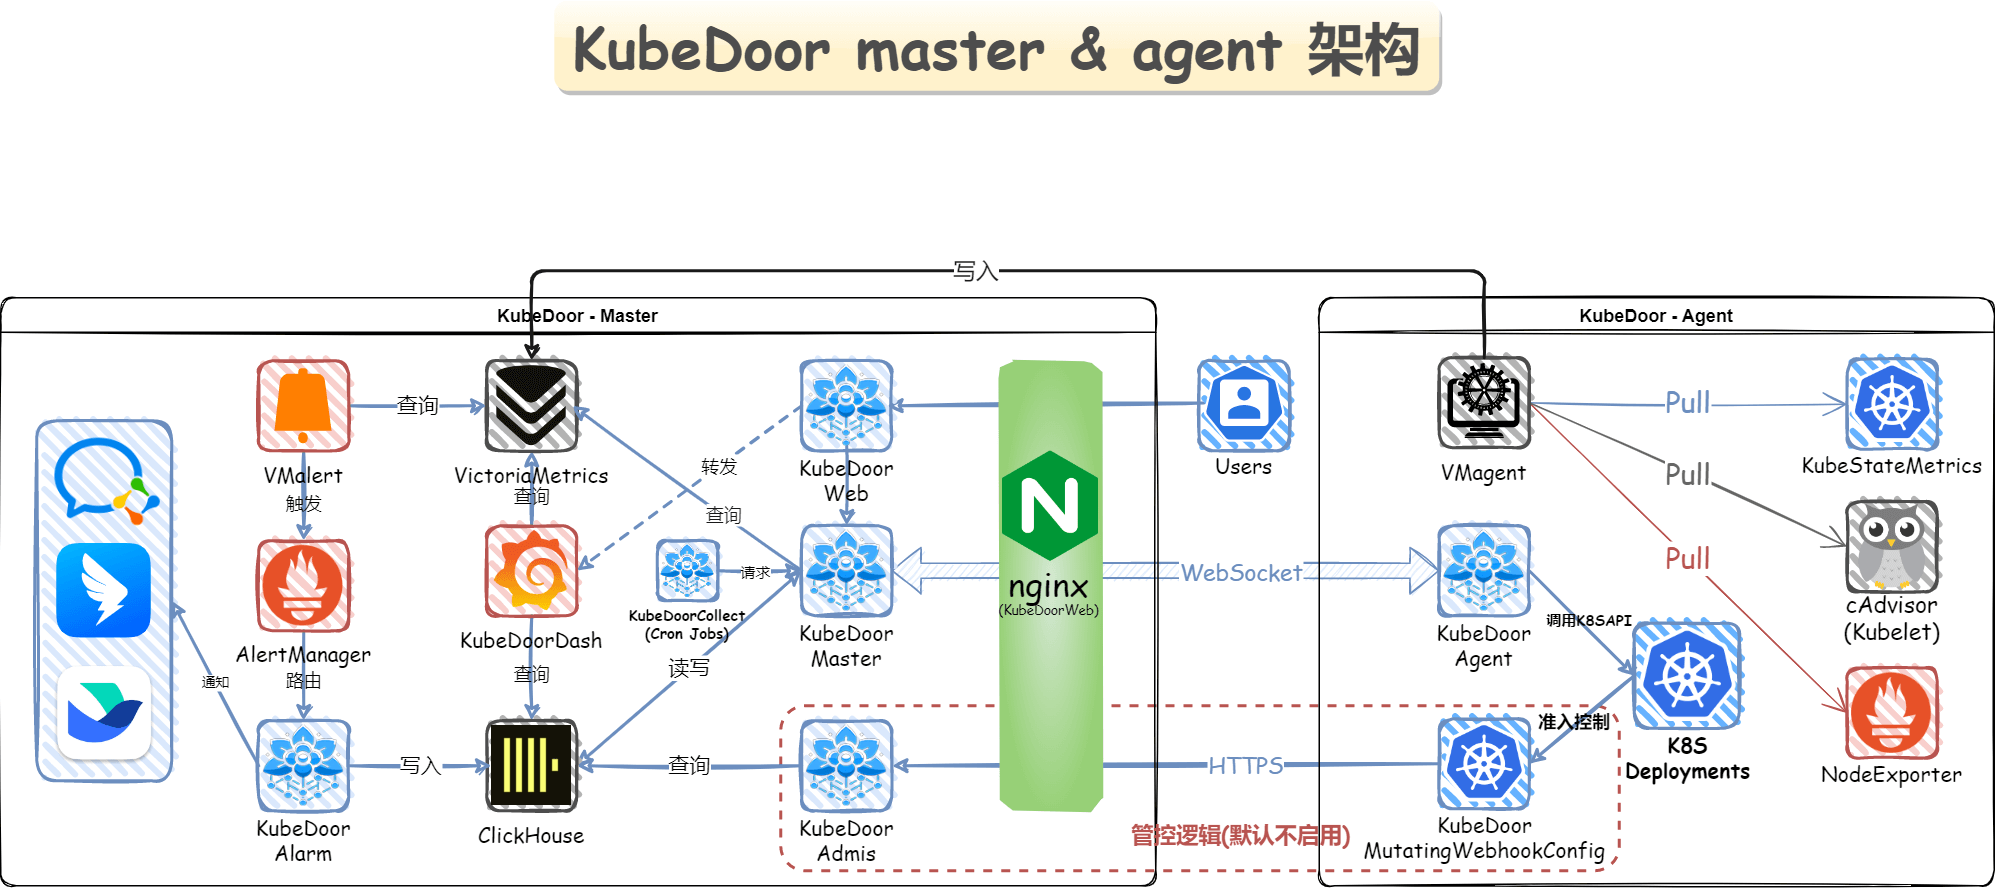 KubeDoor master & agent 架构
写入
KubeDoor - Master
KubeDoor - Agent
查询
VMalert
触发
AlertManager
路由
通知
KubeDoor
Alarm
写入
VictoriaMetrics
查询
KubeDoorDash
查询
ClickHouse
转发
查询
请求
KubeDoorCollect
(Cron Jobs)
读写
查询
KubeDoor
Web
KubeDoor
Master
KubeDoor
Admis
N
nginx
(KubeDoorWeb)
Users
WebSocket
HTTPS
管控逻辑(默认不启用)
VMagent
KubeDoor
Agent
调用K8SAPI
准入控制
K8S
Deployments
KubeDoor
MutatingWebhookConfig
Pull
Pull
Pull
KubeStateMetrics
cAdvisor
(Kubelet)
NodeExporter